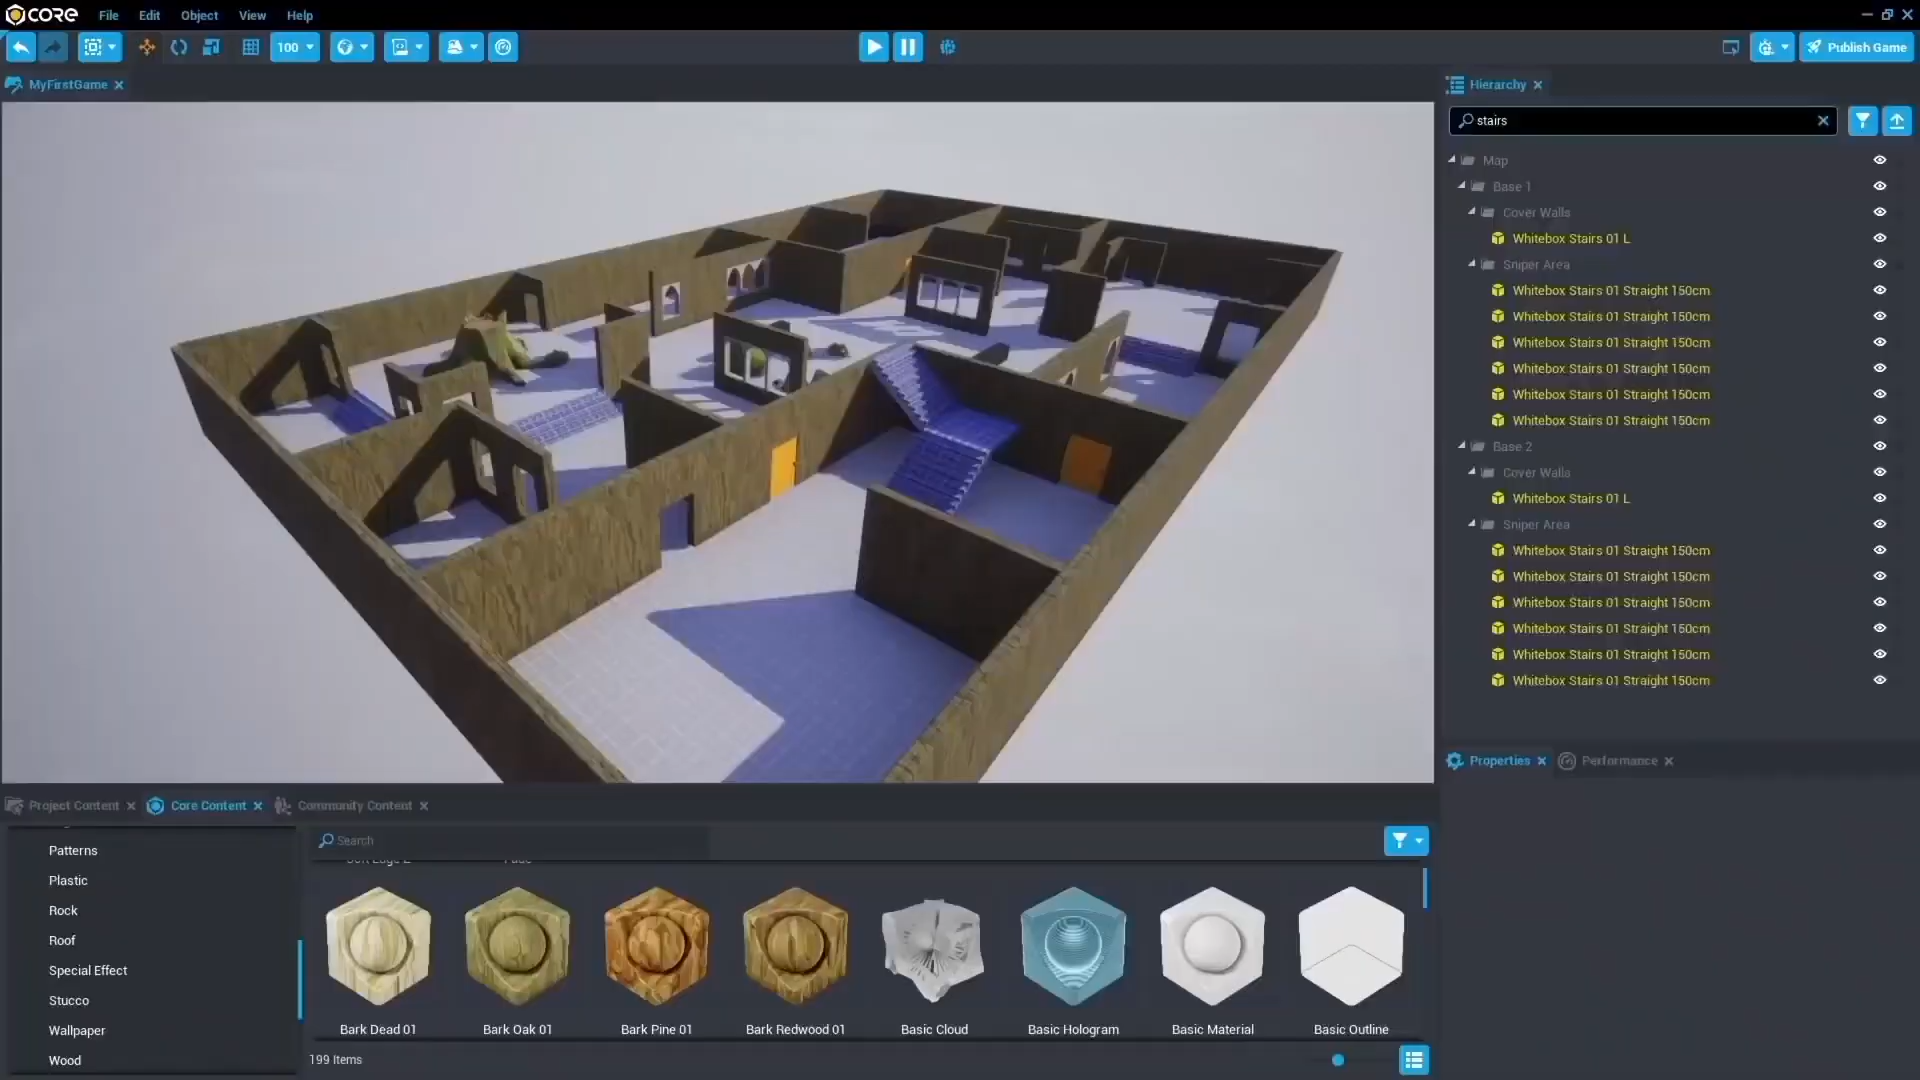 CORE
File Edit Object View Help
100
Publish Game
MyFirstGame
Hierarchy
stairs
Map
Base 1
Cover Walls
Whitebox Stairs 01 L
Sniper Area
Whitebox Stairs 01 Straight 150cm
Whitebox Stairs 01 Straight 150cm
Whitebox Stairs 01 Straight 150cm
Whitebox Stairs 01 Straight 150cm
Whitebox Stairs 01 Straight 150cm
Whitebox Stairs 01 Straight 150cm
Base 2
Cover Walls
Whitebox Stairs 01 L
Sniper Area
Whitebox Stairs 01 Straight 150cm
Whitebox Stairs 01 Straight 150cm
Whitebox Stairs 01 Straight 150cm
Whitebox Stairs 01 Straight 150cm
Whitebox Stairs 01 Straight 150cm
Whitebox Stairs 01 Straight 150cm
Properties Performance
Project Content Core Content Community Content
Patterns
Plastic
Rock
Roof
Special Effect
Stucco
Wallpaper
Wood
Search
Bark Dead 01 Bark Oak 01 Bark Pine 01 Bark Redwood 01 Basic Cloud Basic Hologram Basic Material Basic Outline
199 Items